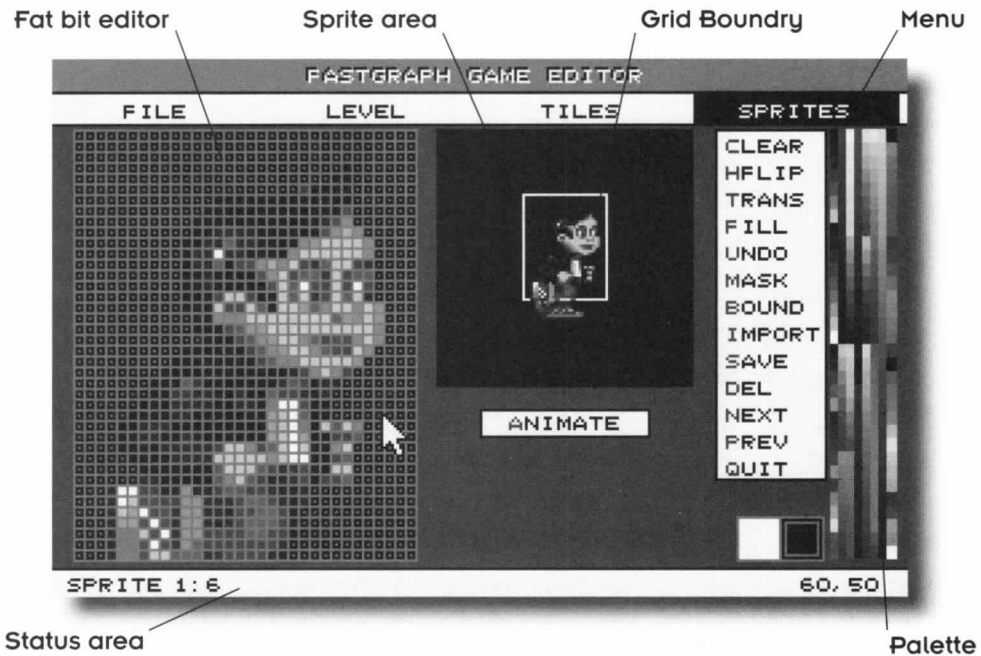 Fat bit editor Sprite area Grid Boundry Menu
FASTGRAPH GAME EDITOR
FILE LEVEL TILES SPRITES
CLEAR
HFLIP
TRANS
FILL
UNDO
MASK
BOUND
IMPORT
SAVE
DEL
NEXT
PREV
QUIT
ANIMATE
SPRITE 1:6 60,50
Status area Palette